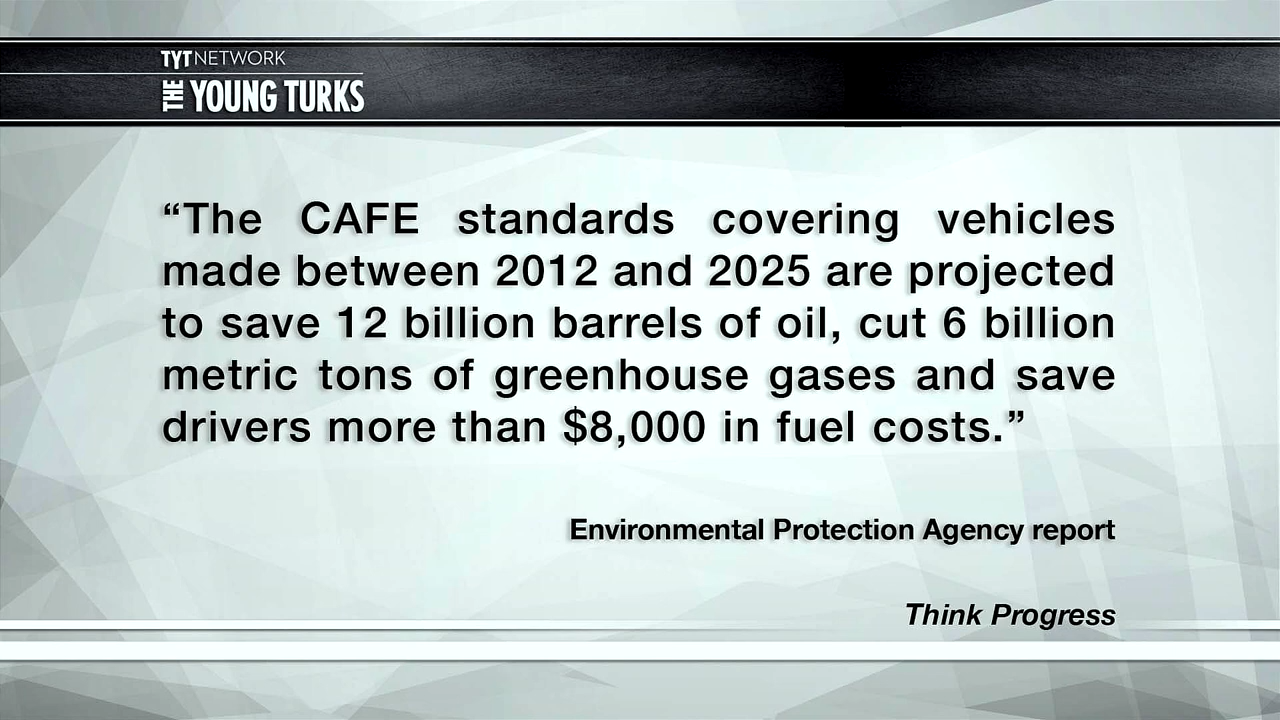 TYT NETWORK
THE YOUNG TURKS
“The CAFE standards covering vehicles
made between 2012 and 2025 are projected
to save 12 billion barrels of oil, cut 6 billion
metric tons of greenhouse gases and save
drivers more than $8,000 in fuel costs.”
Environmental Protection Agency report
Think Progress